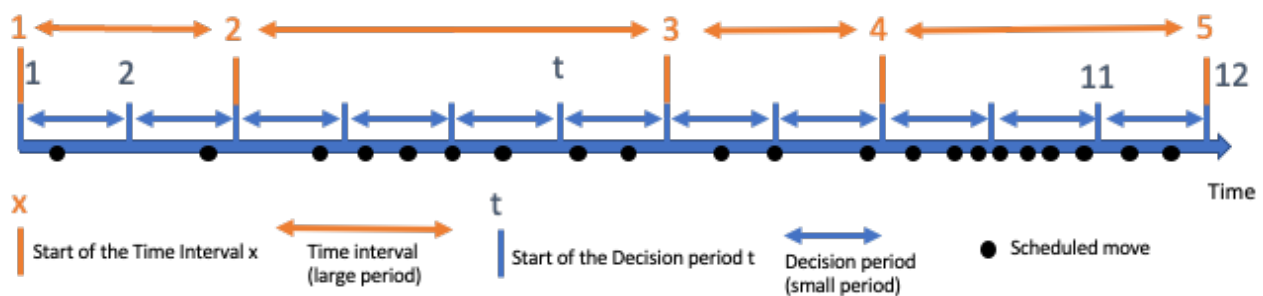 1 2 3 4 5
1 2 t 11 12
Time
x t
Start of the Time Interval x
Time interval
(large period)
Start of the Decision period t
Decision period
(small period)
Scheduled move